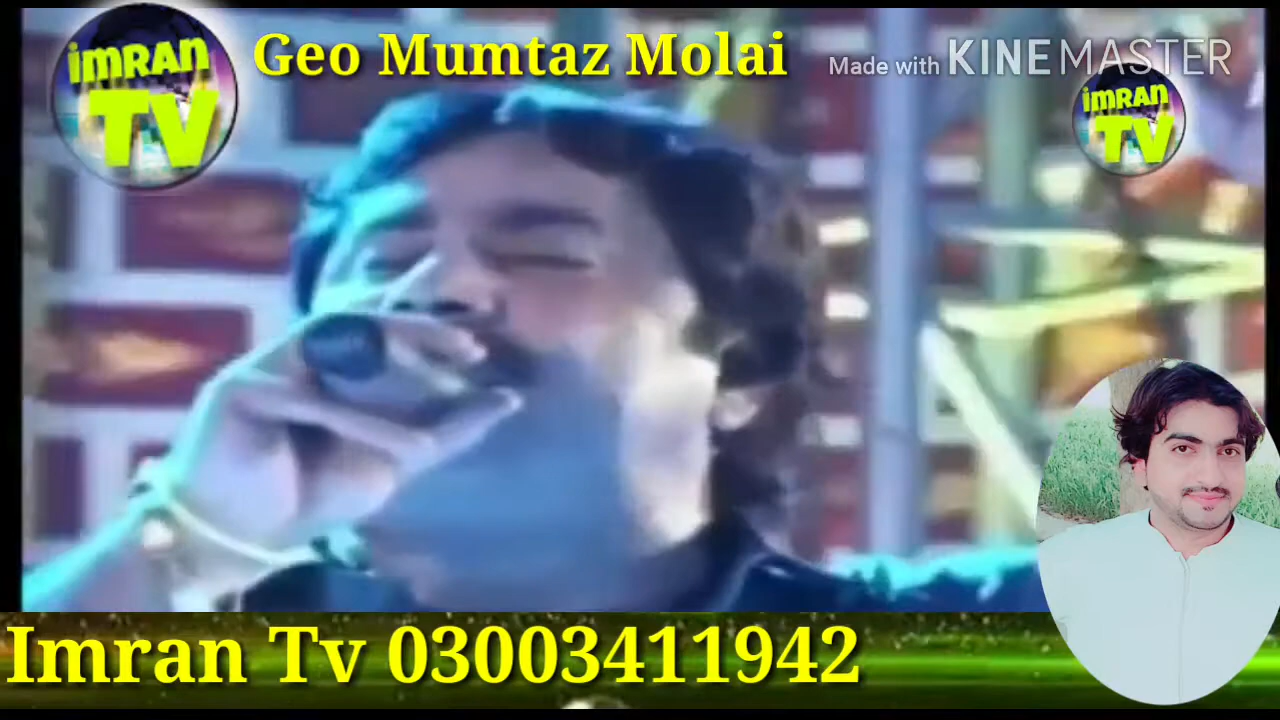 iMRAN
TV
Geo Mumtaz Molai
Made with KINEMASTER
iMRAN
TV
Imran Tv 03003411942